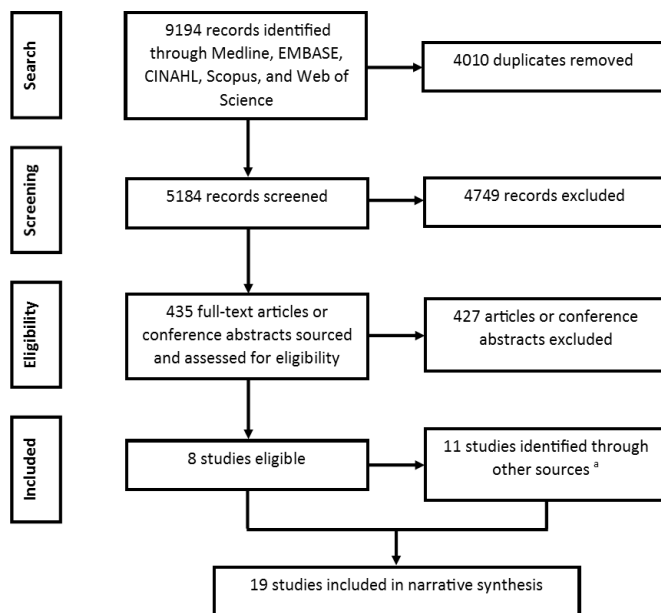 Search
9194 records identified
through Medline, EMBASE,
CINAHL, Scopus, and Web of
Science
4010 duplicates removed
Screening
5184 records screened
4749 records excluded
Eligibility
435 full-text articles or
conference abstracts sourced
and assessed for eligibility
427 articles or conference
abstracts excluded
Included
8 studies eligible
11 studies identified through
other sources a
19 studies included in narrative synthesis